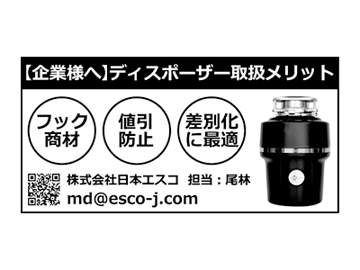 【企業様へ】ディスポーザー取扱メリット
フック
商材
値引
防止
差別化
に最適
株式会社日本エスコ 担当：尾林
md@esco-j.com